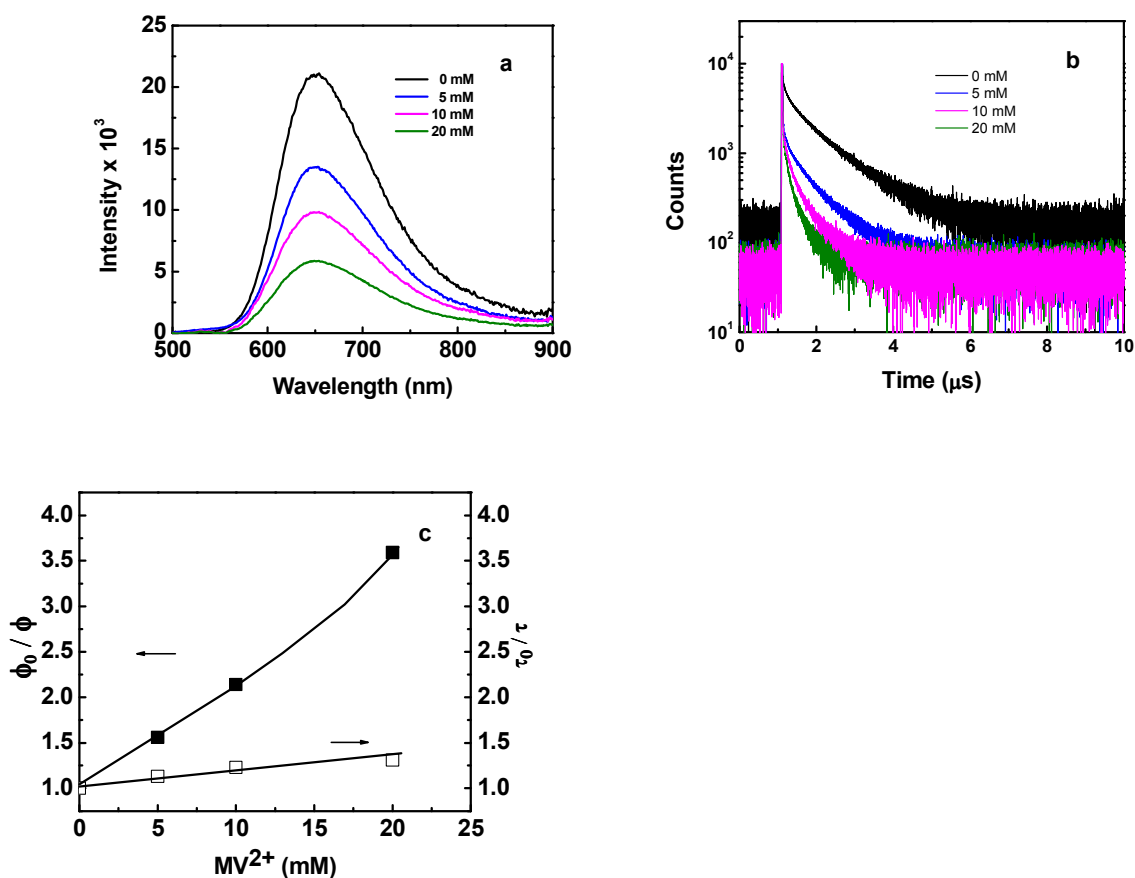 a
Intensity x 10³
25
20
15
10
5
0
0 mM
5 mM
10 mM
20 mM
500 600 700 800 900
Wavelength (nm)
b
Counts
10⁴
10³
10²
10¹
0 mM
5 mM
10 mM
20 mM
0 2 4 6 8 10
Time (μs)
c
ϕ₀ / ϕ
4.0
3.5
3.0
2.5
2.0
1.5
1.0
τ₀ / τ
4.0
3.5
3.0
2.5
2.0
1.5
1.0
0 5 10 15 20 25
MV²⁺ (mM)